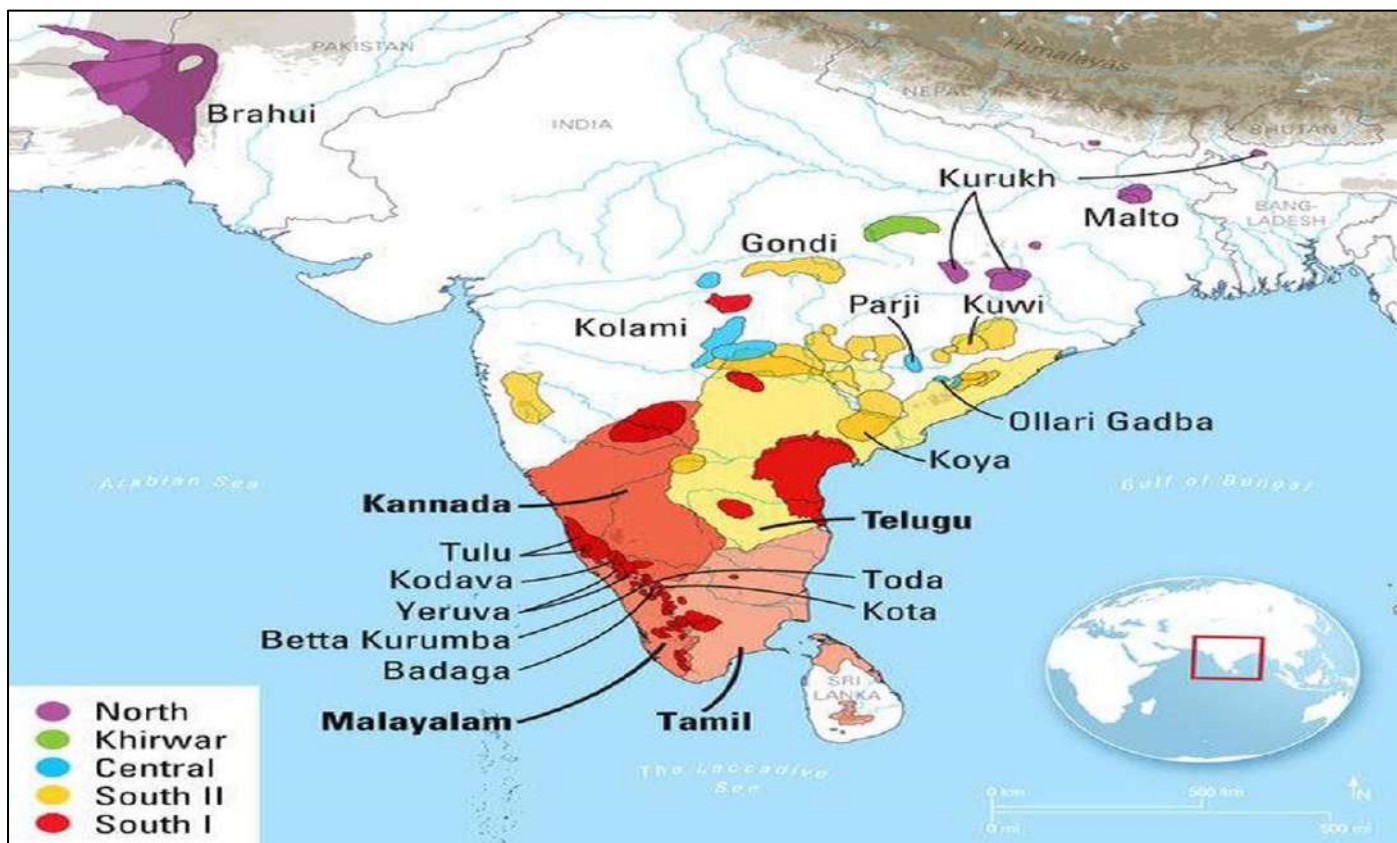 PAKISTAN
Himalayas
Brahui
NEPAL
INDIA
BHUTAN
Kurukh
Malto
BANG-
LADESH
Gondi
Kolami
Parji
Kuwi
Ollari Gadba
Koya
Arabian Sea
Gulf of Bengal
Kannada
Telugu
Tulu
Kodava
Yeruva
Betta Kurumba
Badaga
Toda
Kota
Malayalam
Tamil
SRI
LANKA
The Laccadive
Sea
North
Khirwar
Central
South II
South I
0 km
500 km
0 mi
500 mi
N